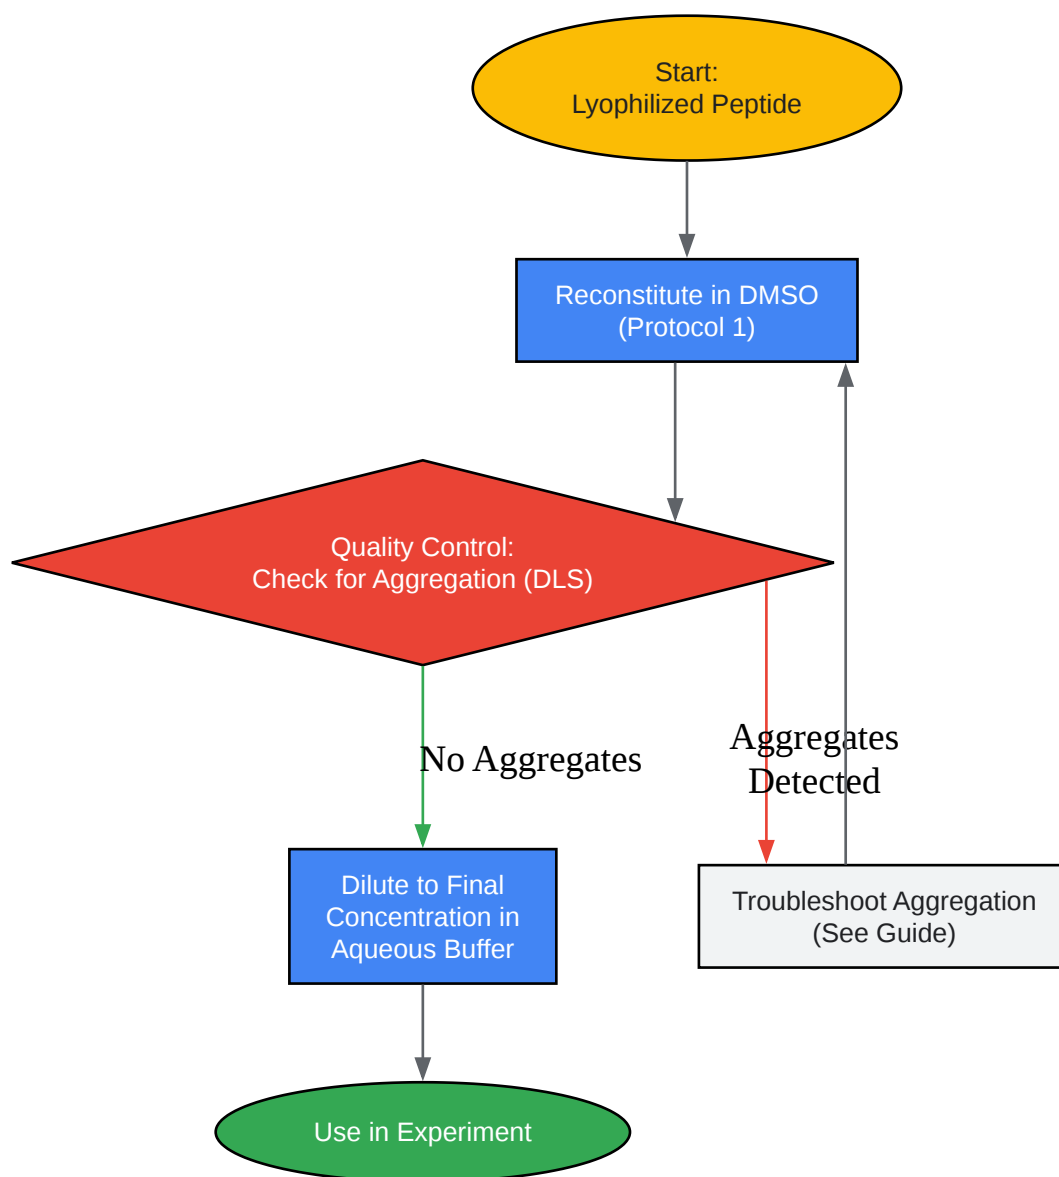 Start:
Lyophilized Peptide
Reconstitute in DMSO
(Protocol 1)
Quality Control:
Check for Aggregation (DLS)
No Aggregates
Aggregates
Detected
Dilute to Final
Concentration in
Aqueous Buffer
Troubleshoot Aggregation
(See Guide)
Use in Experiment